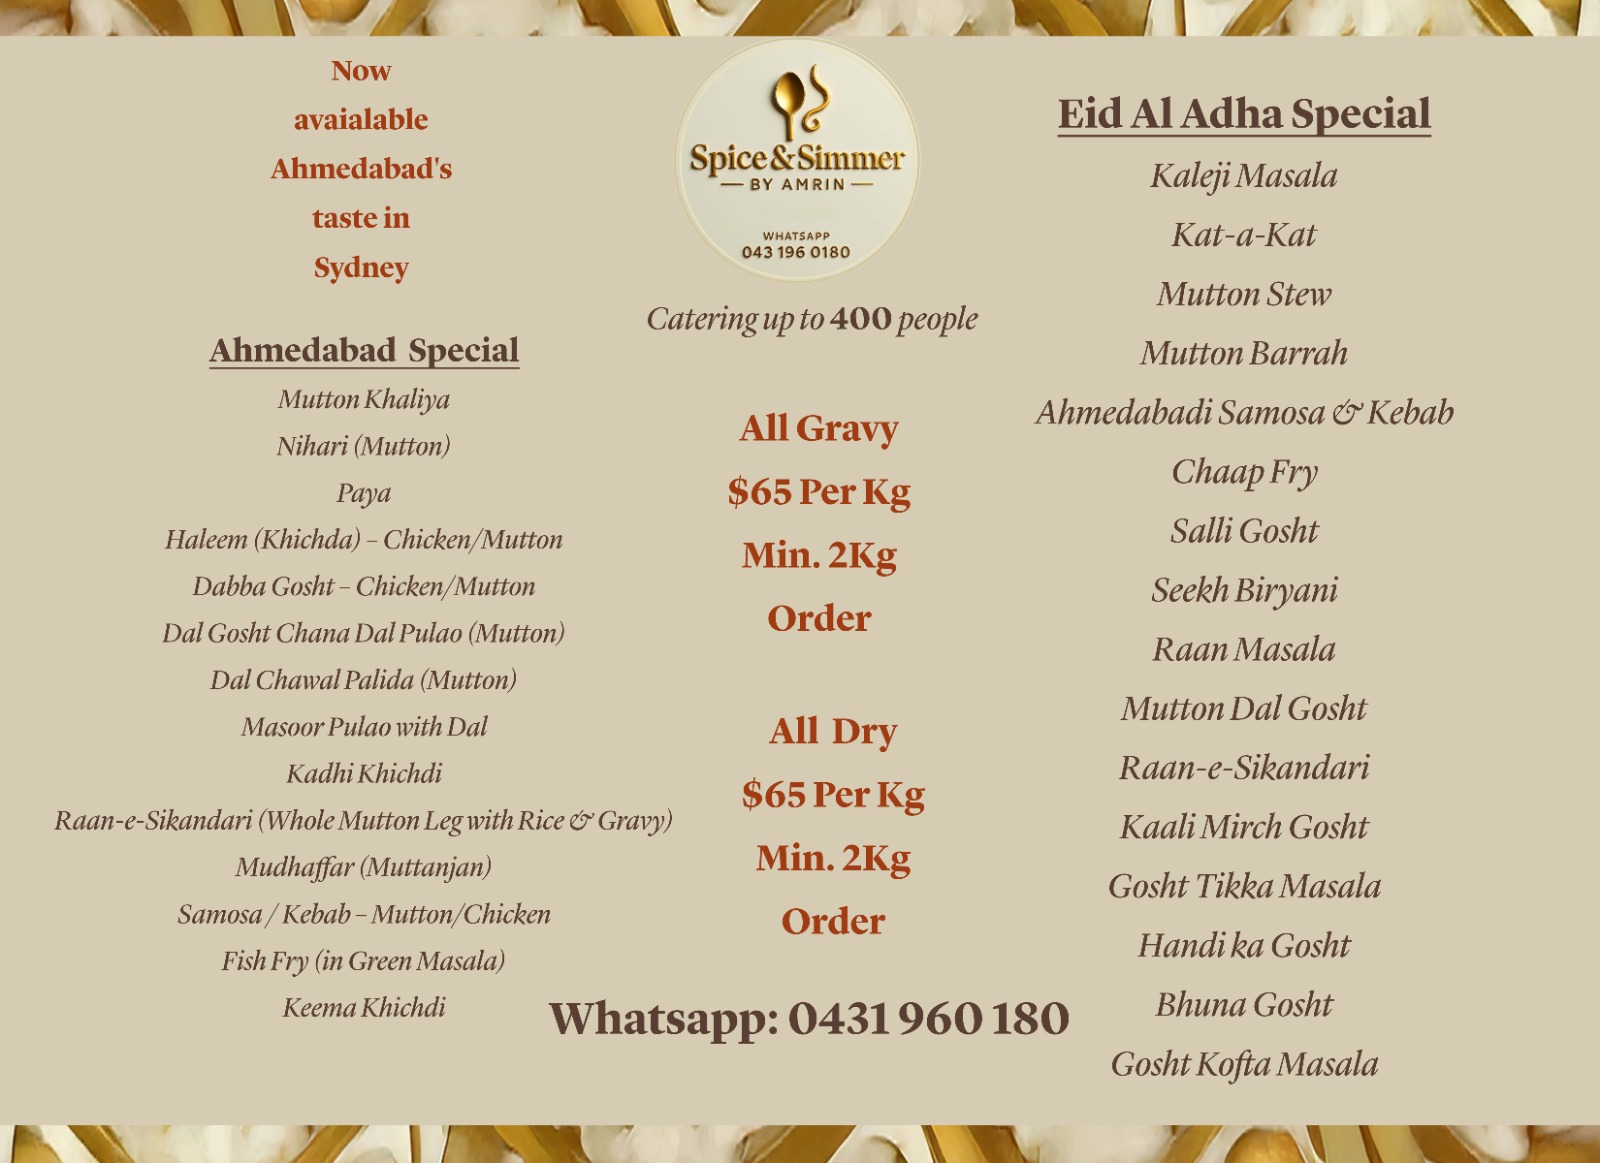 Now
avaialable
Ahmedabad's
taste in
Sydney
Ahmedabad Special
Mutton Khaliya
Nihari (Mutton)
Paya
Haleem (Khichda) – Chicken/Mutton
Dabba Gosht – Chicken/Mutton
Dal Gosht Chana Dal Pulao (Mutton)
Dal Chawal Palida (Mutton)
Masoor Pulao with Dal
Kadhi Khichdi
Raan-e-Sikandari (Whole Mutton Leg with Rice & Gravy)
Mudhaffar (Muttanjan)
Samosa / Kebab – Mutton/Chicken
Fish Fry (in Green Masala)
Keema Khichdi
Spice & Simmer
— BY AMRIN —
WHATSAPP
043 196 0180
Catering up to 400 people
All Gravy
$65 Per Kg
Min. 2Kg
Order
All Dry
$65 Per Kg
Min. 2Kg
Order
Whatsapp: 0431 960 180
Eid Al Adha Special
Kaleji Masala
Kat-a-Kat
Mutton Stew
Mutton Barrah
Ahmedabadi Samosa & Kebab
Chaap Fry
Salli Gosht
Seekh Biryani
Raan Masala
Mutton Dal Gosht
Raan-e-Sikandari
Kaali Mirch Gosht
Gosht Tikka Masala
Handi ka Gosht
Bhuna Gosht
Gosht Kofta Masala